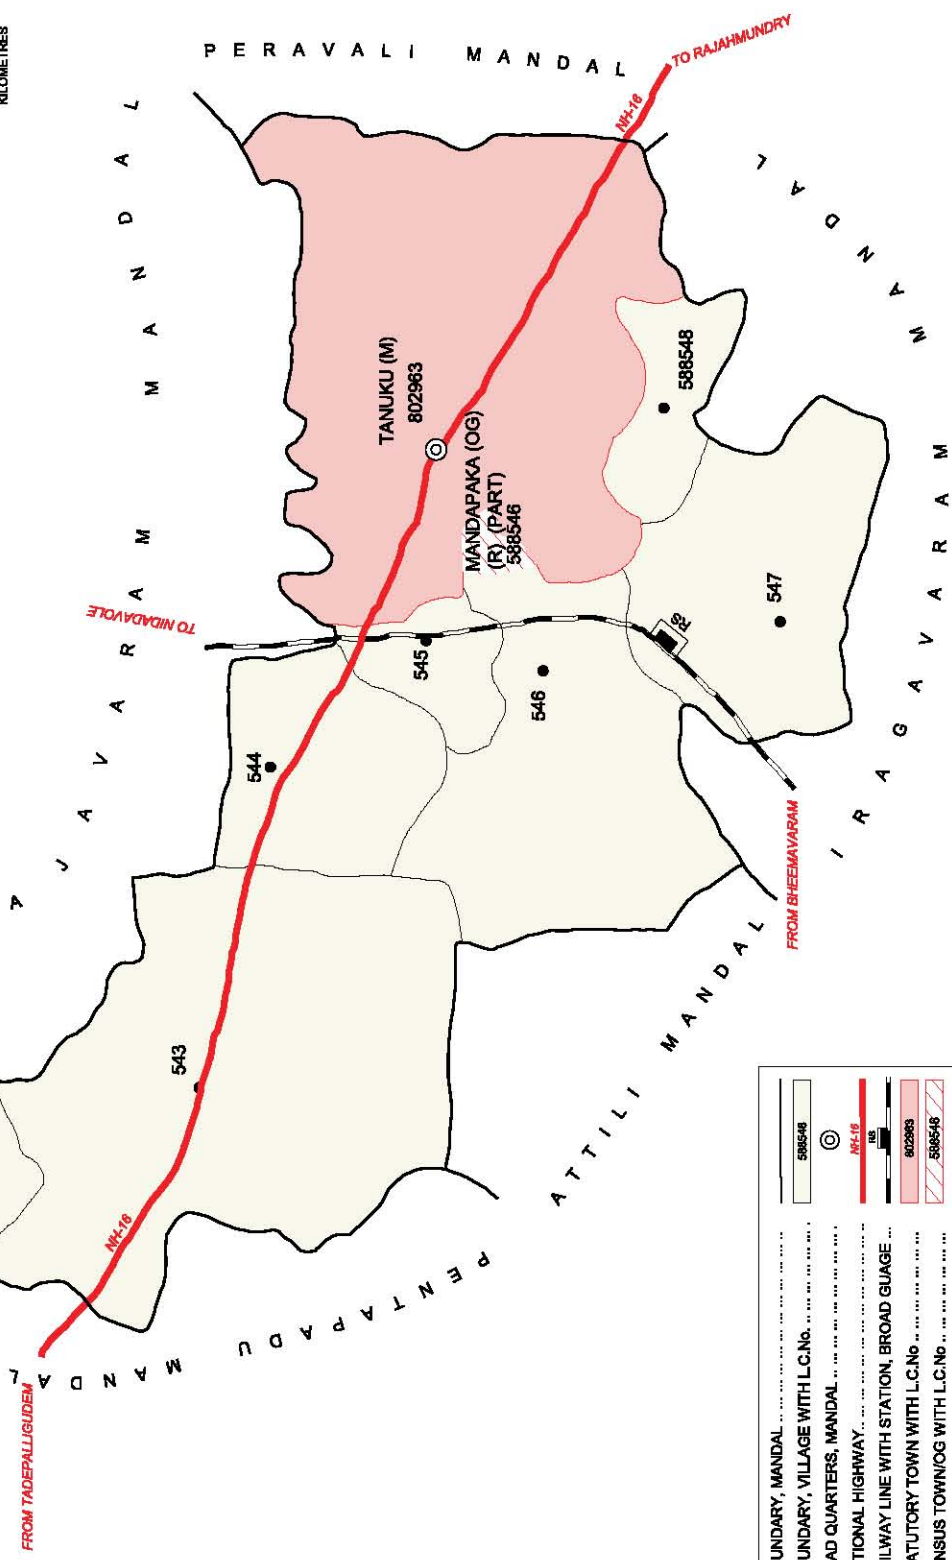 KILOMETRES
PERAVALI MANDAL
TO RAJAHMUNDRY
NH-16
MANDAL
AJAVARAM MANDAL
TANUKU (M)
802963
588548
MANDAPAKA (OG)
(R) (PART)
588546
TO NIDADAVOLE
545
546
RS
547
544
IRAGAVARAM
FROM BHEEMAVARAM
543
ATTILI MANDAL
NH-16
PENTAPADU MANDAL
FROM TADEPALLIGUDEM
UNDARY, MANDAL
UNDARY, VILLAGE WITH L.C.No. 588546
AD QUARTERS, MANDAL
TIONAL HIGHWAY NH-16
ILWAY LINE WITH STATION, BROAD GUAGE RS
ATUTORY TOWN WITH L.C.No 802963
NSUS TOWN/OG WITH L.C.No 588546